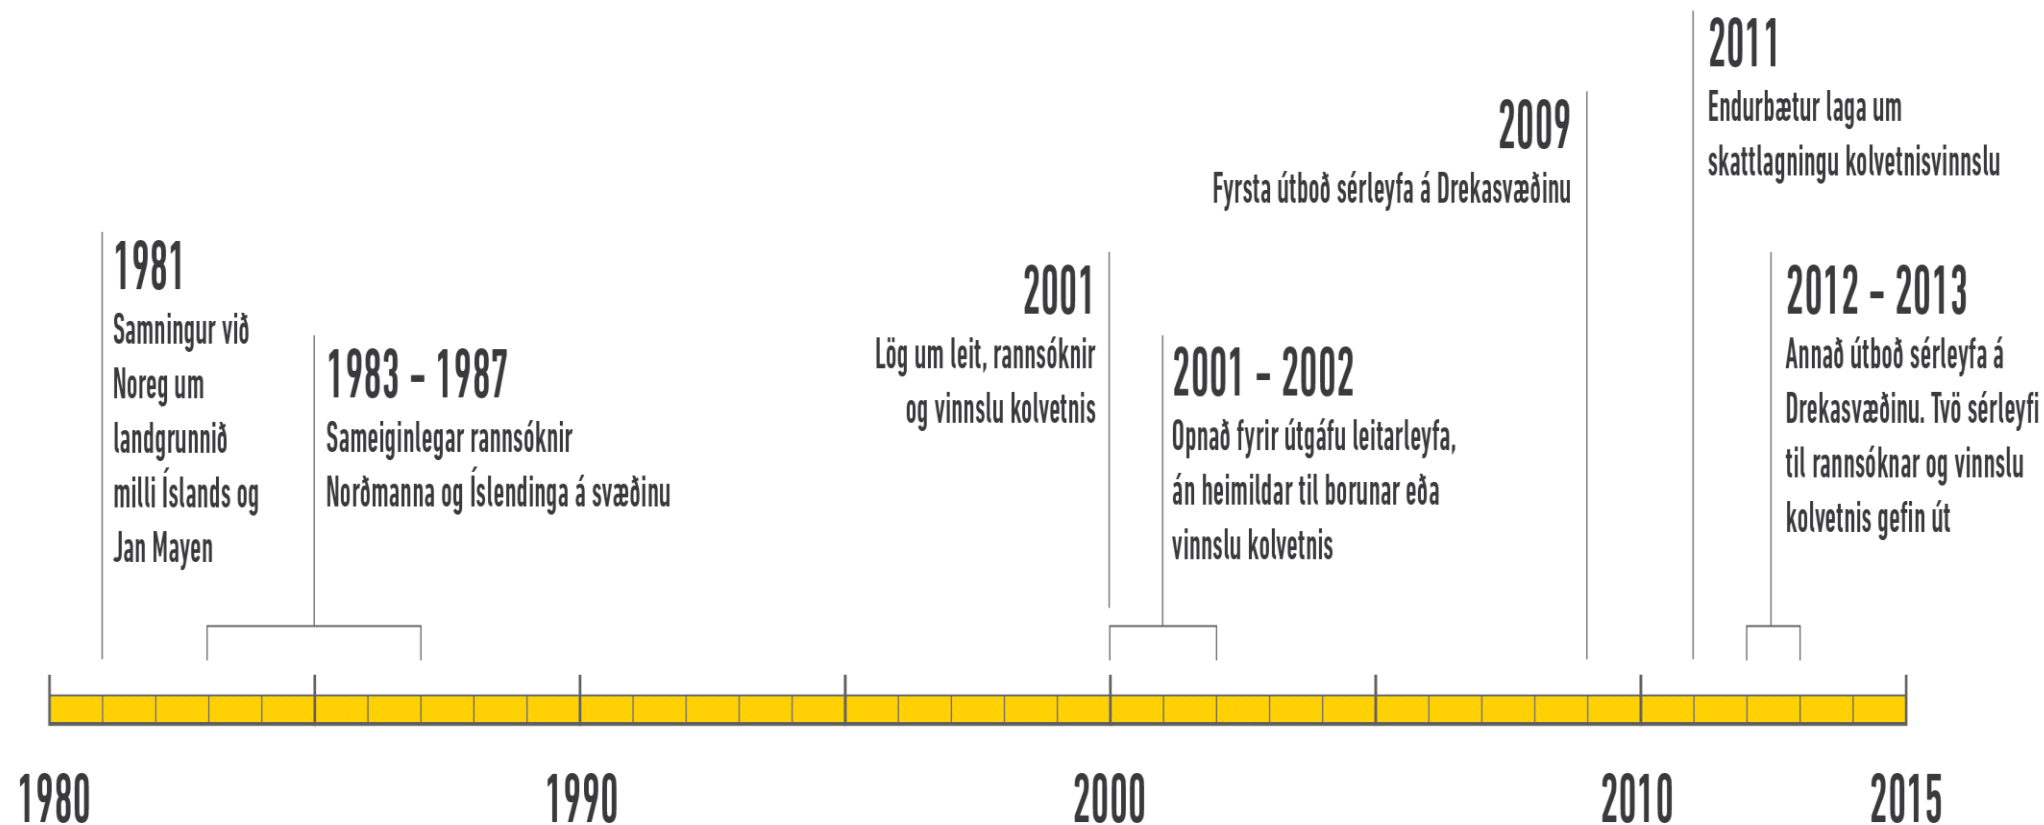 1981
Samningur við
Noreg um
landgrunnið
milli Íslands og
Jan Mayen
1983 – 1987
Sameiginlegar rannsóknir
Norðmanna og Íslendinga á svæðinu
2001
Lög um leit, rannsóknir
og vinnslu kolvetnis
2001 – 2002
Opnað fyrir útgáfu leitarleyfa,
án heimildar til borunar eða
vinnslu kolvetnis
2009
Fyrsta útboð sérleyfa á Drekasvæðinu
2011
Endurbætur laga um
skattlagningu kolvetnisvinnslu
2012 – 2013
Annað útboð sérleyfa á
Drekasvæðinu. Tvö sérleyfi
til rannsóknar og vinnslu
kolvetnis gefin út
1980
1990
2000
2010
2015